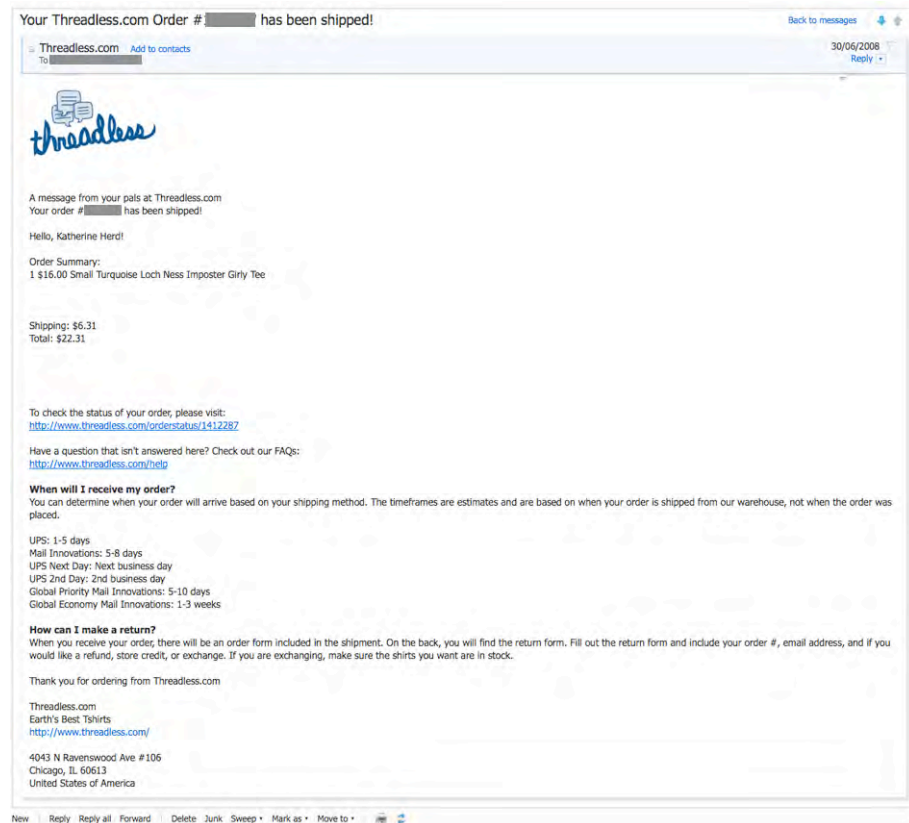 Your Threadless.com Order # has been shipped!
Back to messages
Threadless.com Add to contacts
30/06/2008
To
Reply
threadless
A message from your pals at Threadless.com
Your order # has been shipped!
Hello, Katherine Herd!
Order Summary:
1 $16.00 Small Turquoise Loch Ness Imposter Girly Tee
Shipping: $6.31
Total: $22.31
To check the status of your order, please visit:
http://www.threadless.com/orderstatus/1412287
Have a question that isn't answered here? Check out our FAQs:
http://www.threadless.com/help
When will I receive my order?
You can determine when your order will arrive based on your shipping method. The timeframes are estimates and are based on when your order is shipped from our warehouse, not when the order was
placed.
UPS: 1-5 days
Mail Innovations: 5-8 days
UPS Next Day: Next business day
UPS 2nd Day: 2nd business day
Global Priority Mail Innovations: 5-10 days
Global Economy Mail Innovations: 1-3 weeks
How can I make a return?
When you receive your order, there will be an order form included in the shipment. On the back, you will find the return form. Fill out the return form and include your order #, email address, and if you
would like a refund, store credit, or exchange. If you are exchanging, make sure the shirts you want are in stock.
Thank you for ordering from Threadless.com
Threadless.com
Earth's Best Tshirts
http://www.threadless.com/
4043 N Ravenswood Ave #106
Chicago, IL 60613
United States of America
New Reply Reply all Forward Delete Junk Sweep Mark as Move to